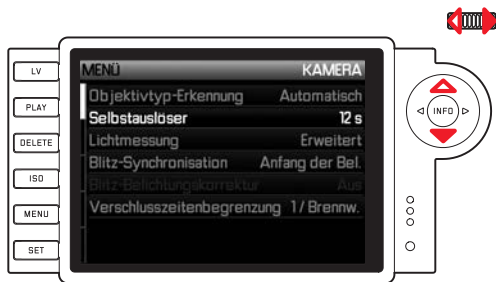 LV
PLAY
DELETE
ISO
MENU
SET
MENÜ KAMERA
Objektivtyp-Erkennung Automatisch
Selbstauslöser 12 s
Lichtmessung Erweitert
Blitz-Synchronisation Anfang der Bel.
Blitz-Belichtungskorrektur Aus
Verschlusszeitenbegrenzung 1/Brennw.
INFO